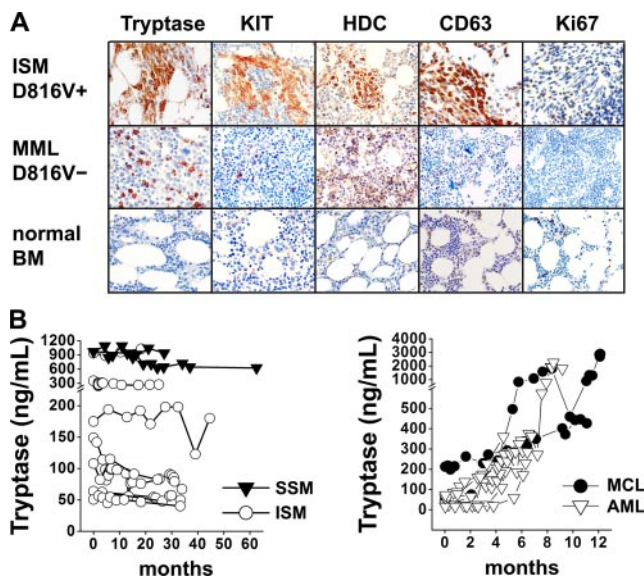 A
Tryptase KIT HDC CD63 Ki67
ISM
D816V+
MML
D816V−
normal
BM
B
Tryptase (ng/mL)
1200
900
600
300
200
150
100
50
0
0 10 20 30 40 50 60
months
SSM
ISM
Tryptase (ng/mL)
4000
3000
2000
1000
400
300
200
100
0
0 2 4 6 8 10 12
months
MCL
AML